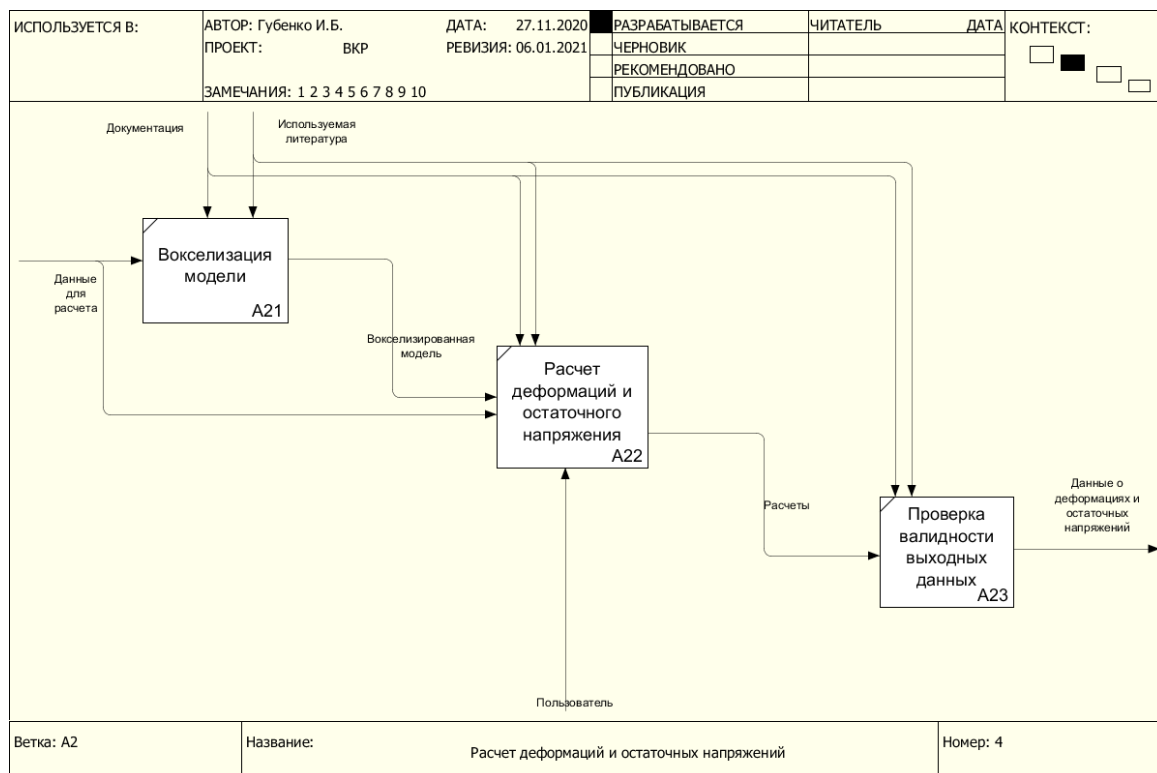 ИСПОЛЬЗУЕТСЯ В:
АВТОР: Губенко И.Б.
ДАТА: 27.11.2020
ПРОЕКТ: ВКР
РЕВИЗИЯ: 06.01.2021
ЗАМЕЧАНИЯ: 1 2 3 4 5 6 7 8 9 10
РАЗРАБАТЫВАЕТСЯ
ЧЕРНОВИК
РЕКОМЕНДОВАНО
ПУБЛИКАЦИЯ
ЧИТАТЕЛЬ ДАТА
КОНТЕКСТ:
Документация
Используемая
литература
Вокселизация
модели
A21
Данные
для
расчета
Вокселизированная
модель
Расчет
деформаций и
остаточного
напряжения
A22
Расчеты
Проверка
валидности
выходных
данных
A23
Данные о
деформациях и
остаточных
напряжений
Пользователь
Ветка: A2
Название:
Расчет деформаций и остаточных напряжений
Номер: 4